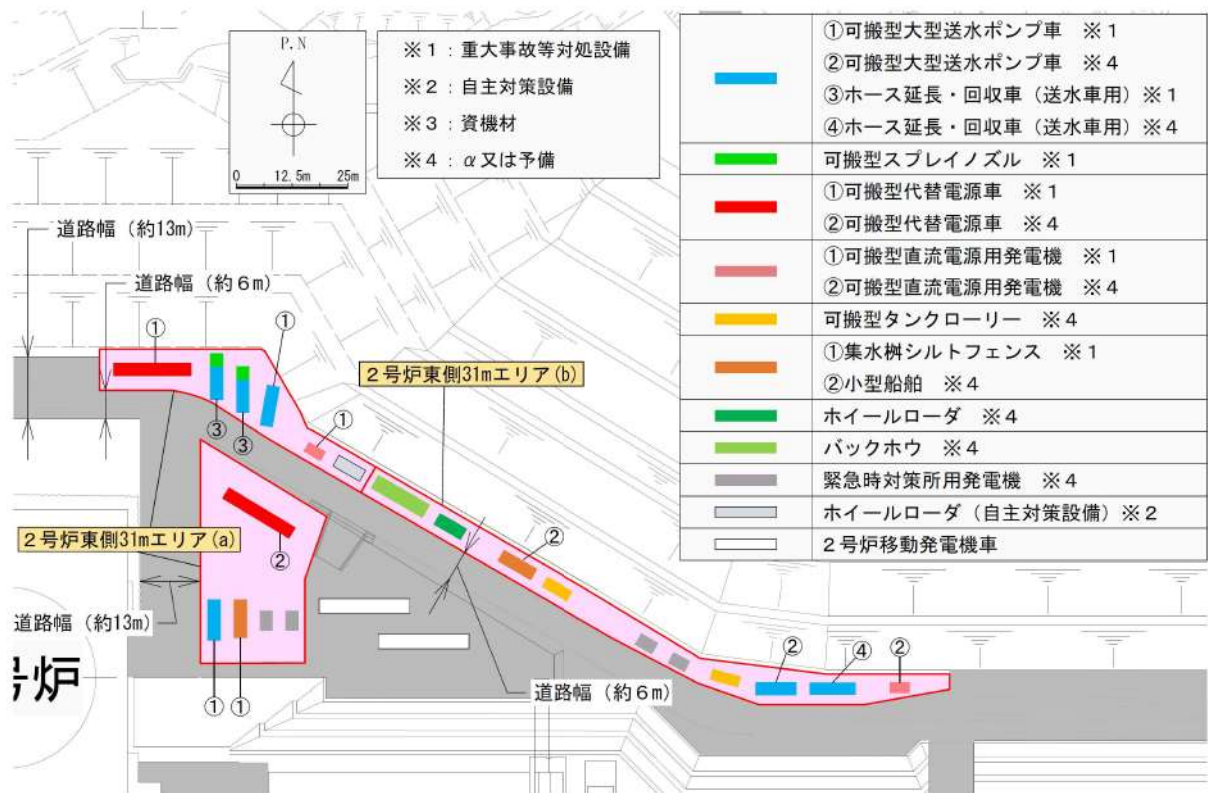 P.N
0 12.5m 25m
※1：重大事故等対処設備
※2：自主対策設備
※3：資機材
※4：α又は予備
①可搬型大型送水ポンプ車 ※1
②可搬型大型送水ポンプ車 ※4
③ホース延長・回収車（送水車用）※1
④ホース延長・回収車（送水車用）※4
可搬型スプレイノズル ※1
①可搬型代替電源車 ※1
②可搬型代替電源車 ※4
①可搬型直流電源用発電機 ※1
②可搬型直流電源用発電機 ※4
可搬型タンクローリー ※4
①集水桝シルトフェンス ※1
②小型船舶 ※4
ホイールローダ ※4
バックホウ ※4
緊急時対策所用発電機 ※4
ホイールローダ（自主対策設備）※2
2号炉移動発電機車
道路幅（約13m）
道路幅（約6m）
①
①
③
③
①
2号炉東側31mエリア(b)
2号炉東側31mエリア(a)
②
②
道路幅（約13m）
号炉
①
①
道路幅（約6m）
②
④
②